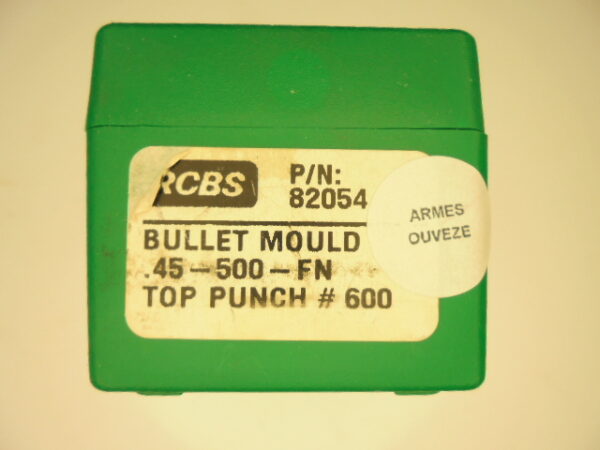 RCBS
P/N:
82054
BULLET MOULD
.45-500-FN
TOP PUNCH # 600
ARMES
OUVEZE